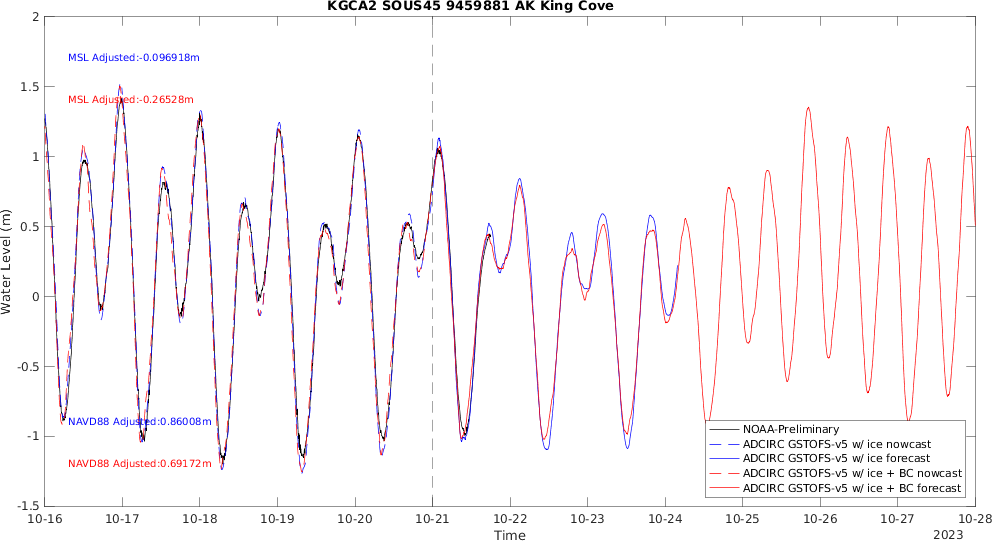 KGCA2 SOUS45 9459881 AK King Cove
2
1.5
1
0.5
0
-0.5
-1
-1.5
Water Level (m)
MSL Adjusted:-0.096918m
MSL Adjusted:-0.26528m
NAVD88 Adjusted:0.86008m
NAVD88 Adjusted:0.69172m
NOAA-Preliminary
ADCIRC GSTOFS-v5 w/ ice nowcast
ADCIRC GSTOFS-v5 w/ ice forecast
ADCIRC GSTOFS-v5 w/ ice + BC nowcast
ADCIRC GSTOFS-v5 w/ ice + BC forecast
10-16 10-17 10-18 10-19 10-20 10-21 10-22 10-23 10-24 10-25 10-26 10-27 10-28
Time
2023